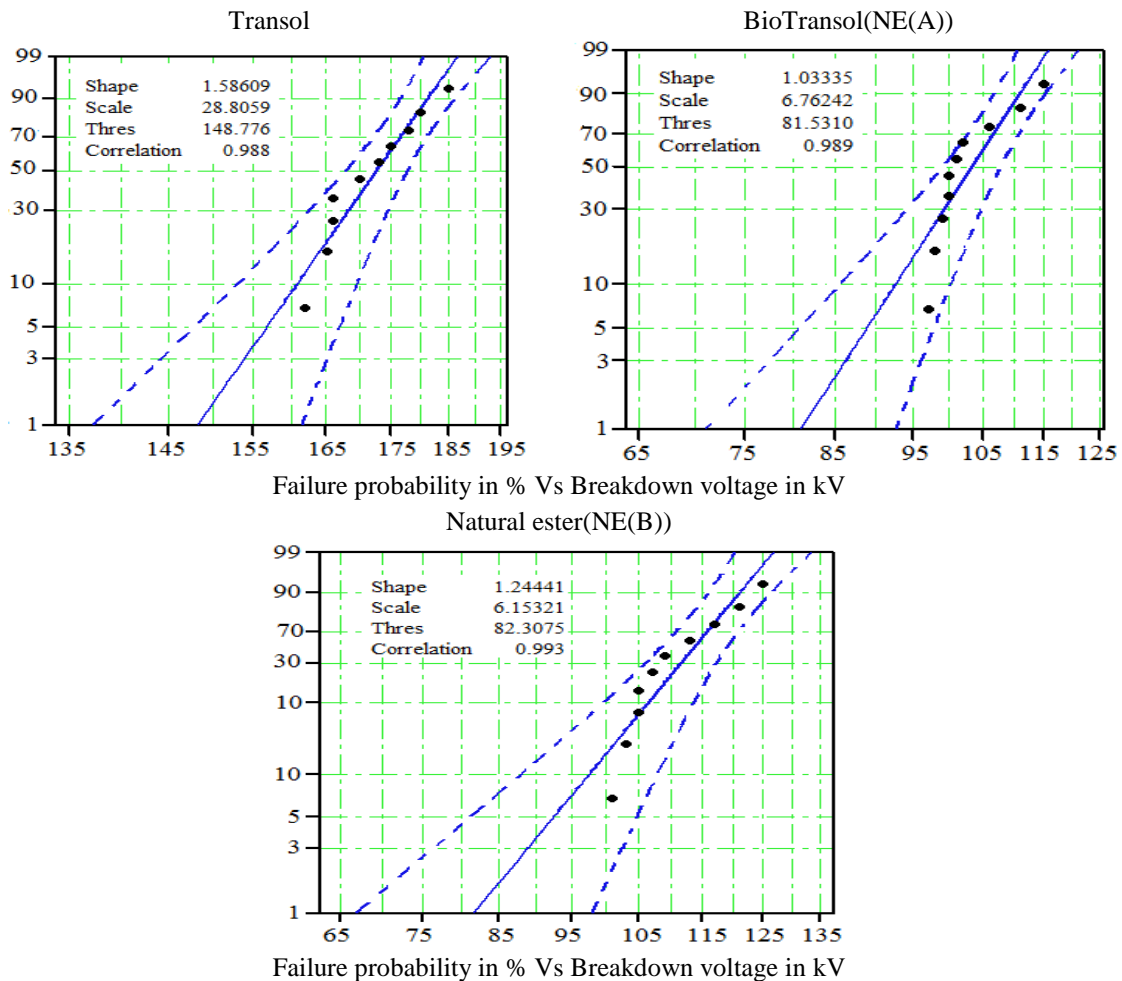 Transol
BioTransol(NE(A))
99
90
70
50
30
10
5
3
1
Shape 1.58609
Scale 28.8059
Thres 148.776
Correlation 0.988
135 145 155 165 175 185 195
99
90
70
50
30
10
5
3
1
Shape 1.03335
Scale 6.76242
Thres 81.5310
Correlation 0.989
65 75 85 95 105 115 125
Failure probability in % Vs Breakdown voltage in kV
Natural ester(NE(B))
99
90
70
30
10
10
5
3
1
Shape 1.24441
Scale 6.15321
Thres 82.3075
Correlation 0.993
65 75 85 95 105 115 125 135
Failure probability in % Vs Breakdown voltage in kV